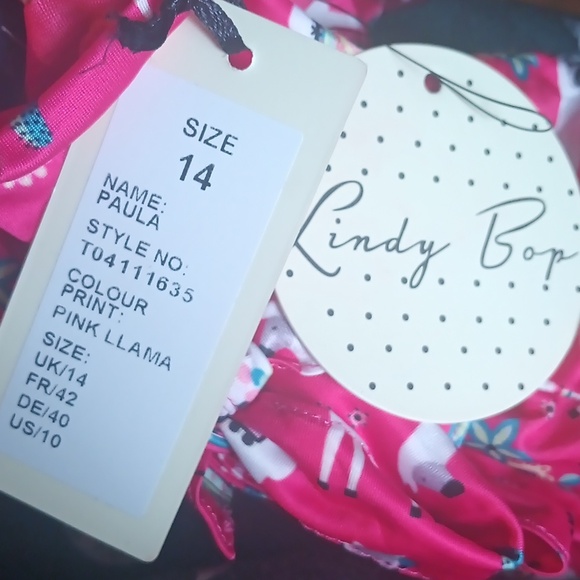 SIZE
14
NAME:
PAULA
STYLE NO:
T04111635
COLOUR
PRINT:
PINK LLAMA
SIZE:
UK/14
FR/42
DE/40
US/10
Lindy Bop